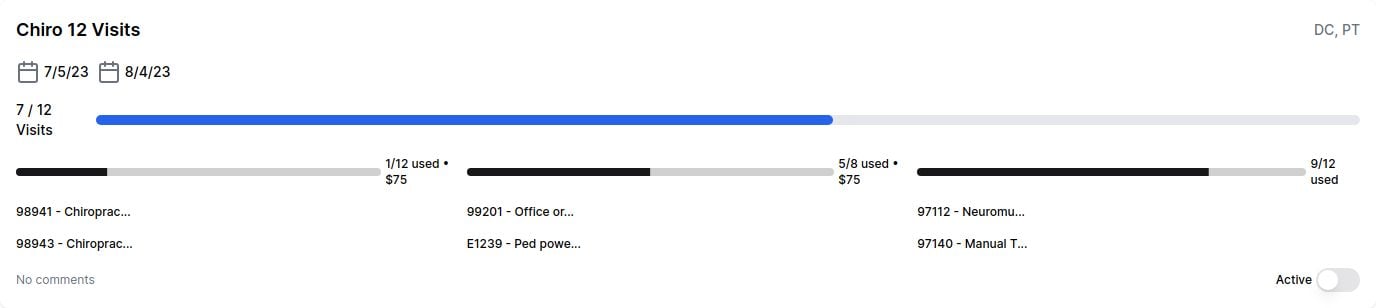 Chiro 12 Visits
DC, PT
7/5/23 8/4/23
7 / 12
Visits
1/12 used •
$75
5/8 used •
$75
9/12
used
98941 - Chiroprac...
99201 - Office or...
97112 - Neuromu...
98943 - Chiroprac...
E1239 - Ped powe...
97140 - Manual T...
No comments
Active